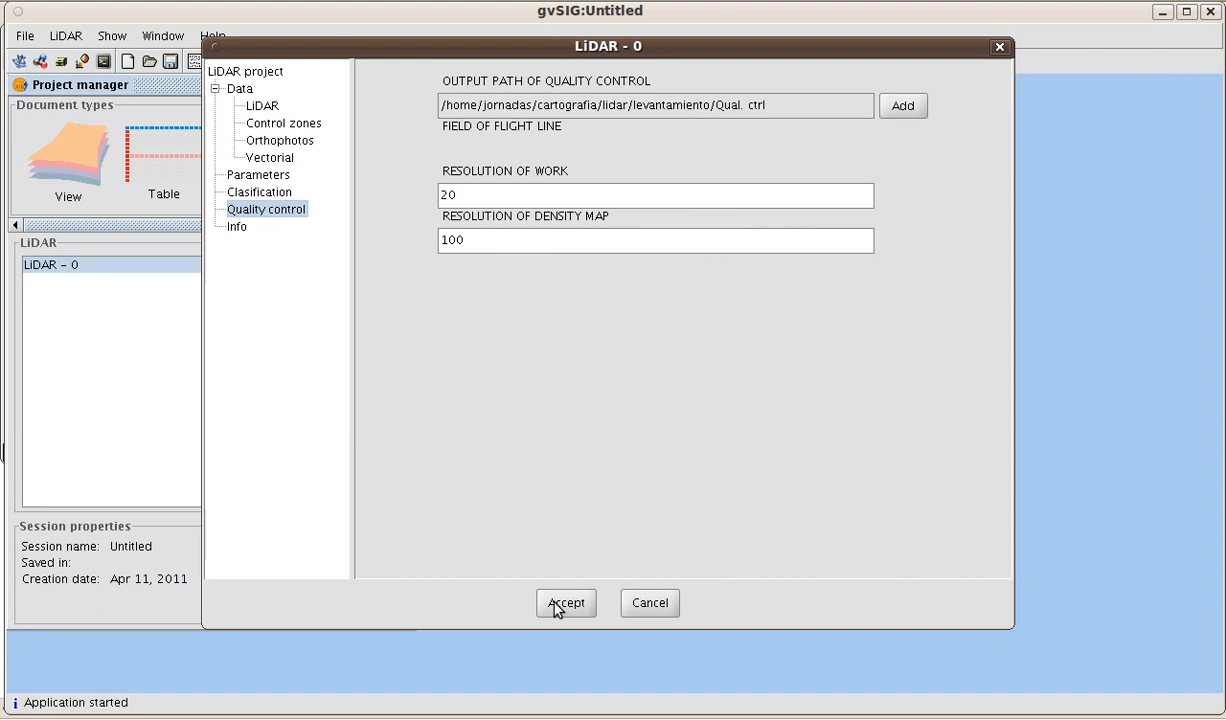 gvSIG:Untitled
File LiDAR Show Window Help
LiDAR - 0
Project manager
Document types
View
Table
LiDAR
LiDAR - 0
Session properties
Session name: Untitled
Saved in:
Creation date: Apr 11, 2011
LiDAR project
Data
LiDAR
Control zones
Orthophotos
Vectorial
Parameters
Clasification
Quality control
Info
OUTPUT PATH OF QUALITY CONTROL
/home/jornadas/cartografia/lidar/levantamiento/Qual. ctrl
Add
FIELD OF FLIGHT LINE
RESOLUTION OF WORK
20
RESOLUTION OF DENSITY MAP
100
Accept
Cancel
Application started